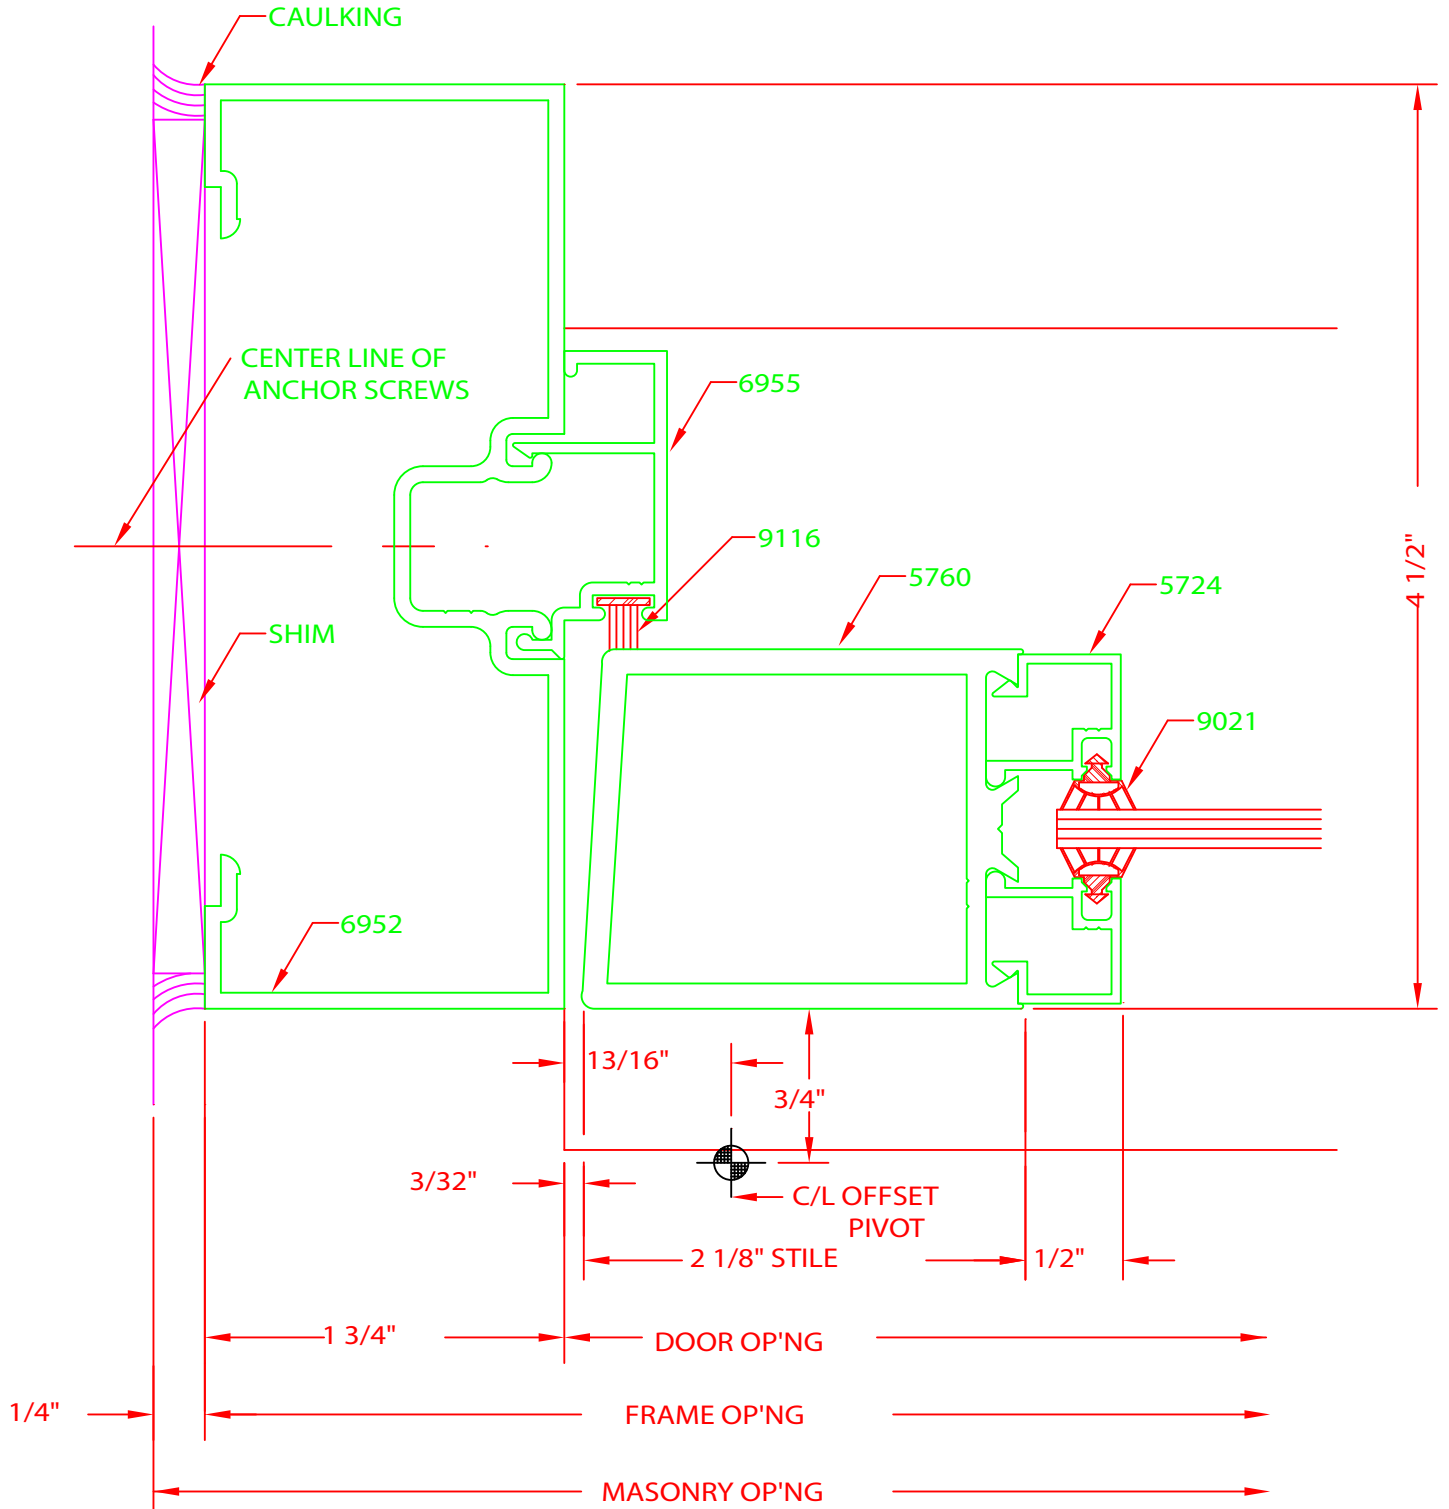 CAULKING
CENTER LINE OF
ANCHOR SCREWS
6955
9116
5760
5724
4 1/2"
SHIM
9021
6952
13/16"
3/4"
3/32"
C/L OFFSET
PIVOT
2 1/8" STILE
1/2"
1 3/4"
DOOR OP'NG
1/4"
FRAME OP'NG
MASONRY OP'NG